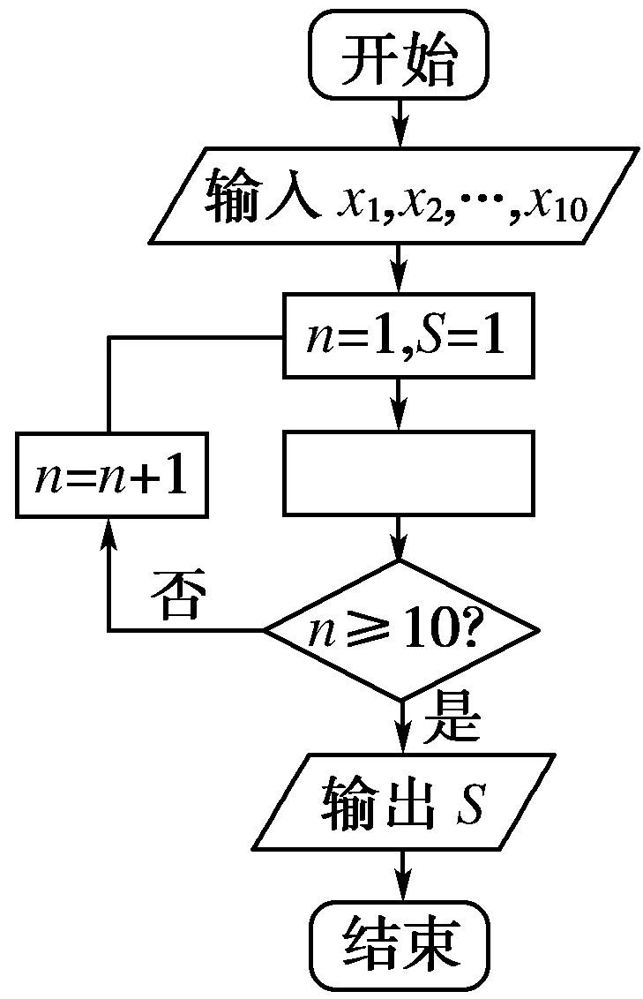 开始
输入 x₁,x₂,…,x₁₀
n=1,S=1
n=n+1
否
n≥10?
是
输出 S
结束